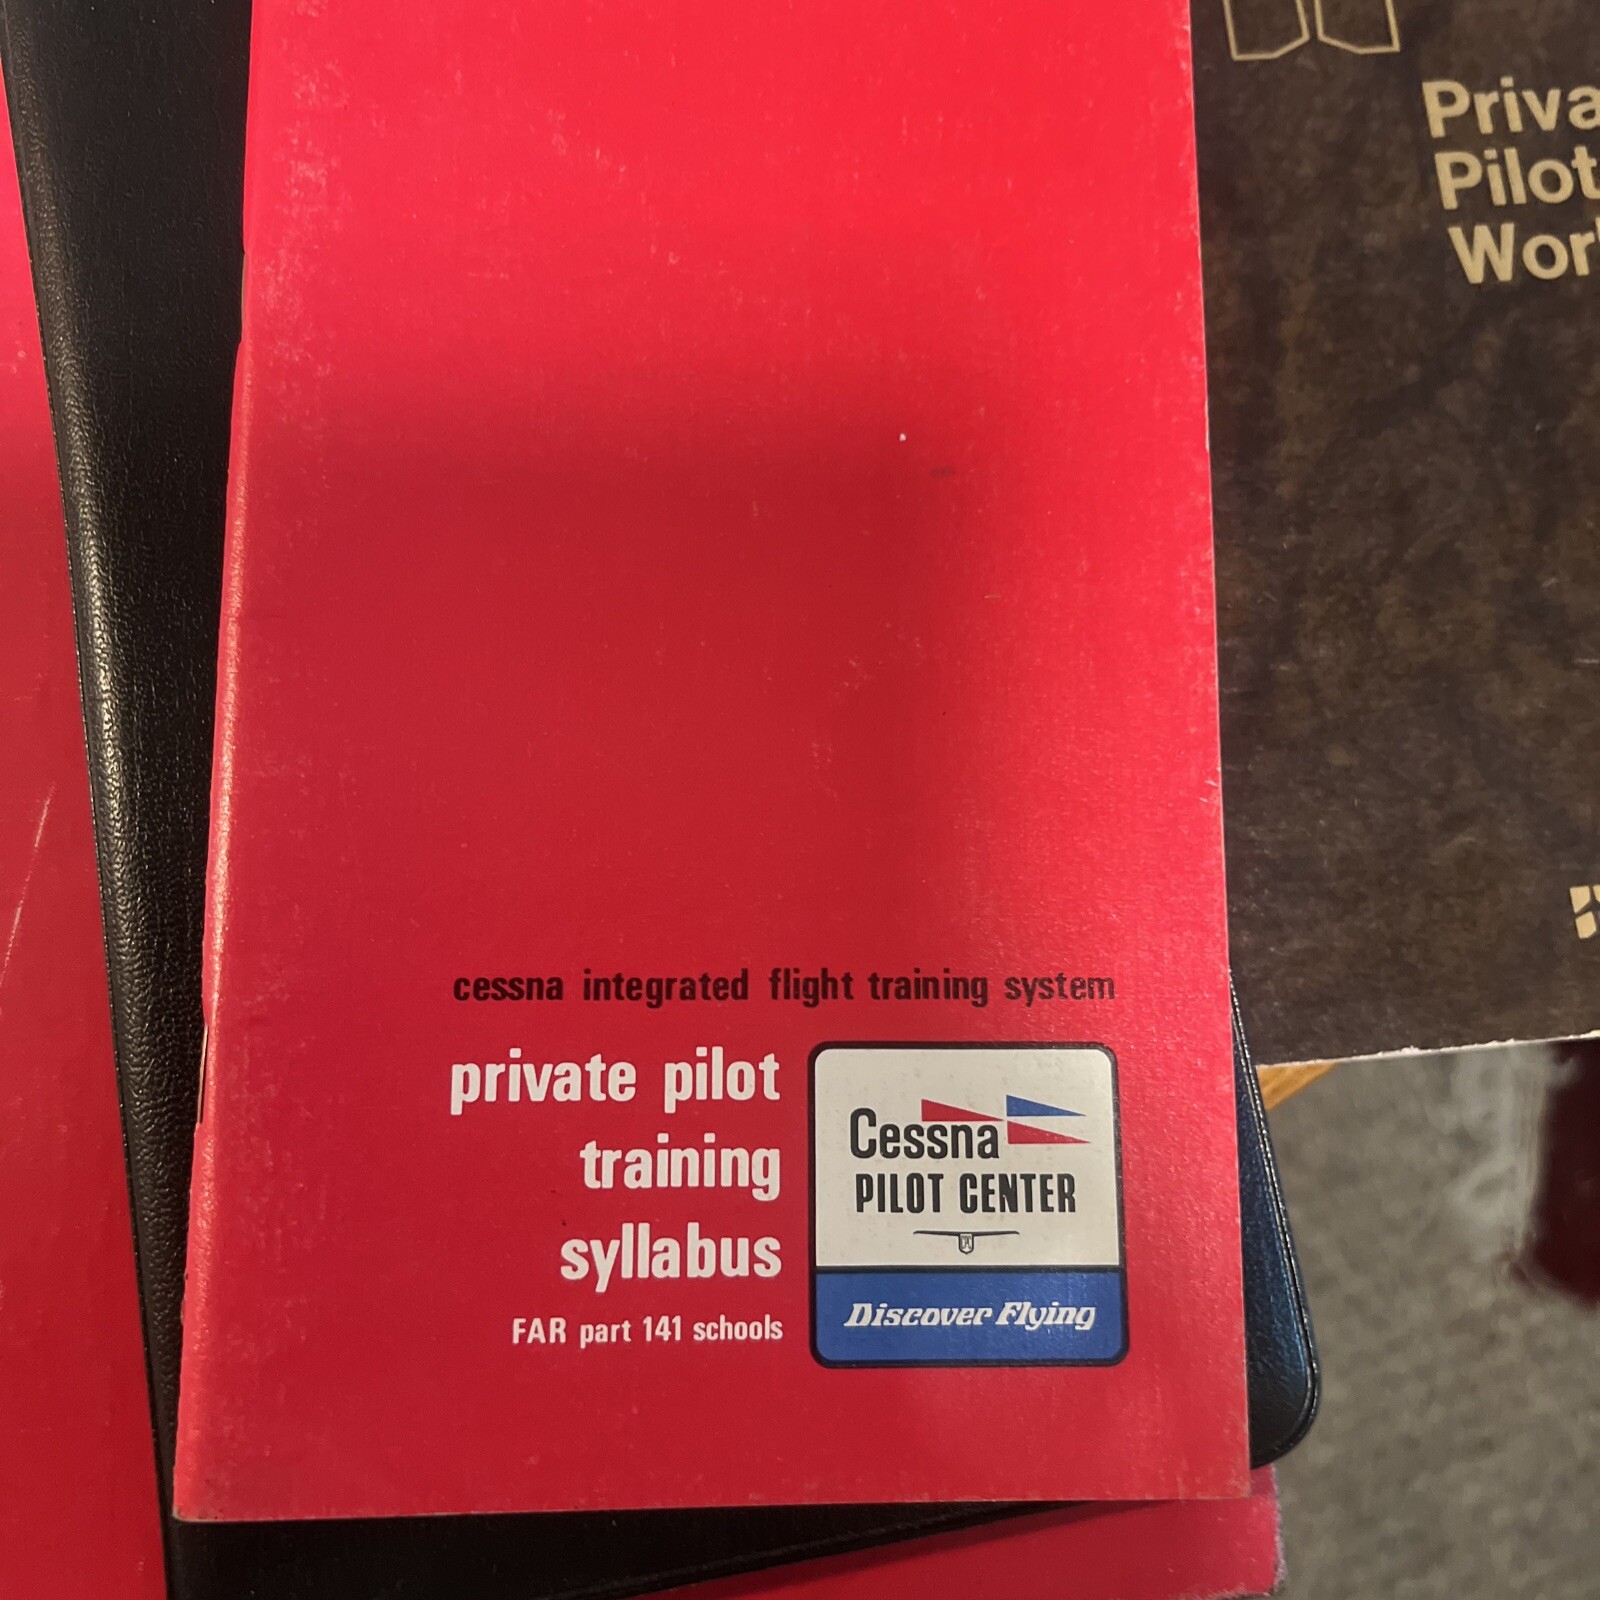 cessna integrated flight training system
private pilot
training
syllabus
FAR part 141 schools
Cessna
PILOT CENTER
CPC
Discover Flying
Priva
Pilot
Wor